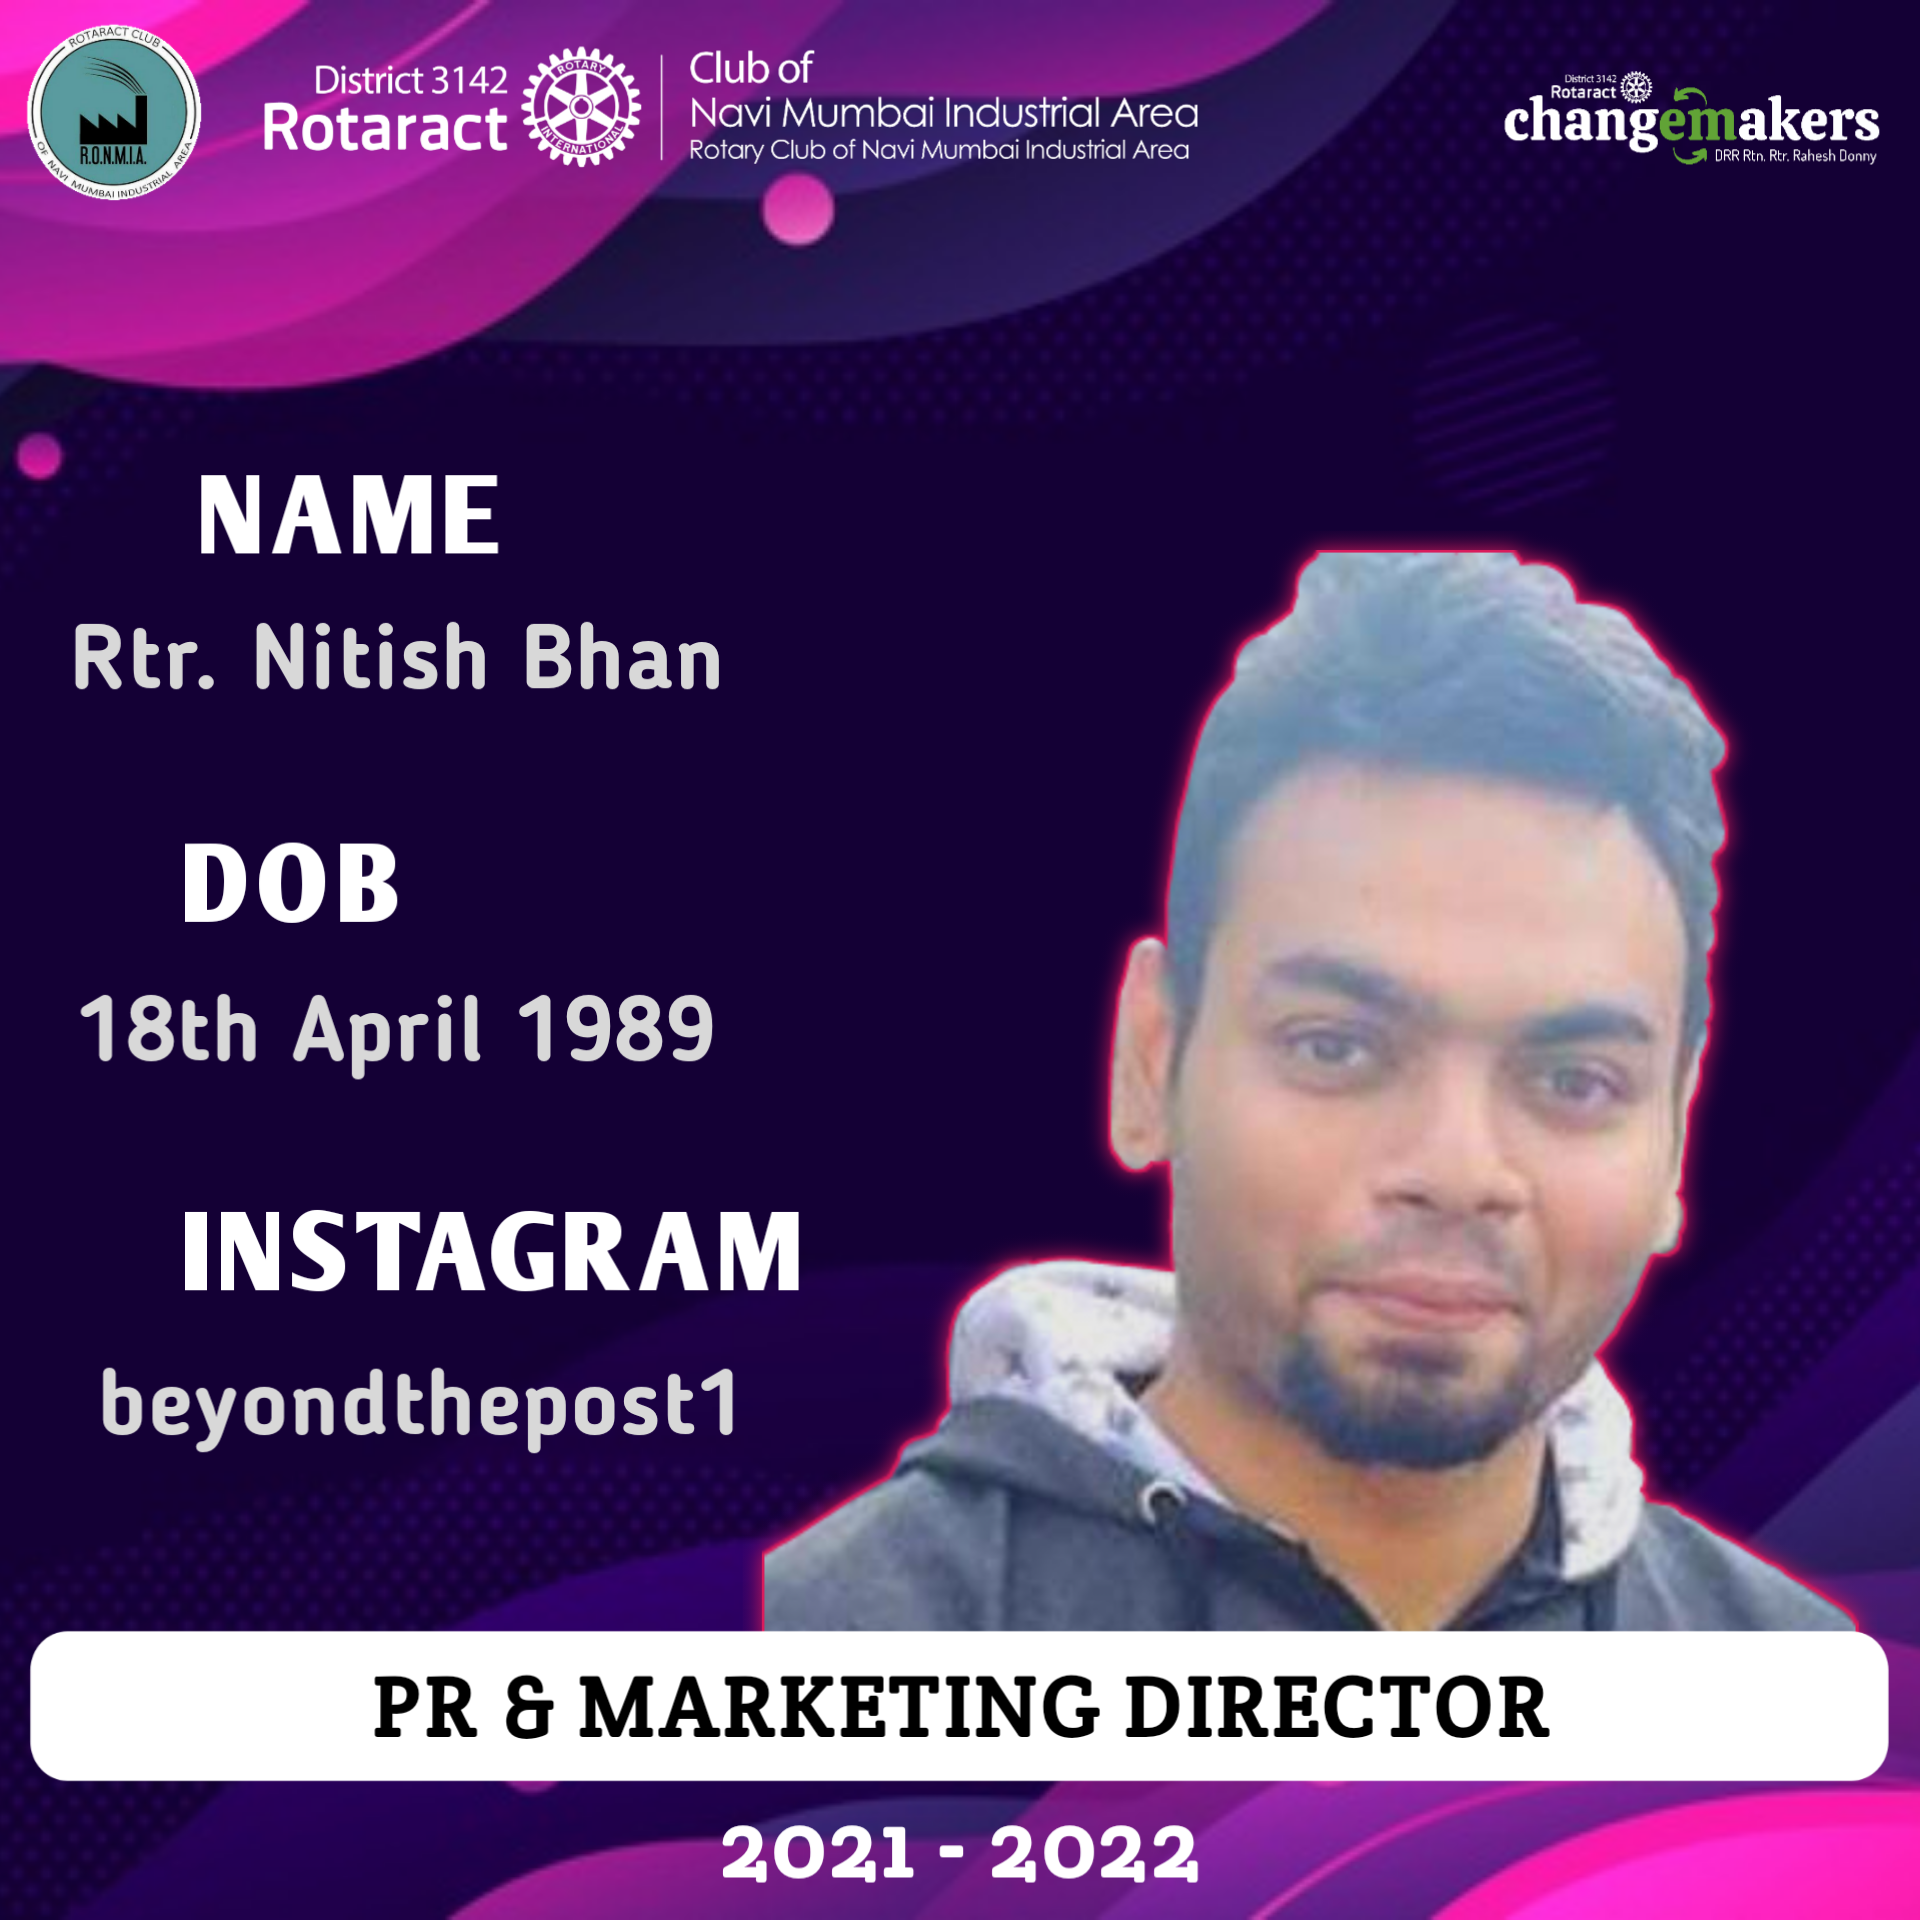 ROTARACT CLUB
R.O.N.M.I.A.
OF NAVI MUMBAI INDUSTRIAL AREA
District 3142
Rotaract
ROTARY
INTERNATIONAL
Club of
Navi Mumbai Industrial Area
Rotary Club of Navi Mumbai Industrial Area
District 3142
Rotaract
changemakers
DRR Rtn. Rtr. Rahesh Donny
NAME
Rtr. Nitish Bhan
DOB
18th April 1989
INSTAGRAM
beyondthepost1
PR & MARKETING DIRECTOR
2021 - 2022